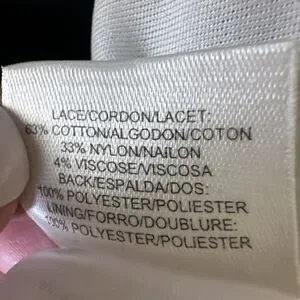 LACE/CORDON/LACET:
63% COTTON/ALGODON/COTON
33% NYLON/NAILON
4% VISCOSE/VISCOSA
BACK/ESPALDA/DOS:
100% POLYESTER/POLIESTER
LINING/FORRO/DOUBLURE:
100% POLYESTER/POLIESTER